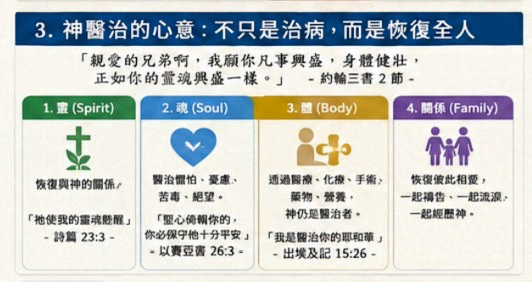 3. 神醫治的心意：不只是治病，而是恢復全人
「親愛的兄弟啊，我願你凡事興盛，身體健壯，
正如你的靈魂興盛一樣。」 - 約翰三書 2 節 -
1. 靈 (Spirit)
恢復與神的關係。
「祂使我的靈魂甦醒」
- 詩篇 23:3 -
2. 魂 (Soul)
醫治懼怕、憂慮、
苦毒、絕望。
「堅心倚賴你的，
你必保守他十分平安」
- 以賽亞書 26:3 -
3. 體 (Body)
透過醫療、化療、手術、
藥物、營養，
神仍是醫治者。
「我是醫治你的耶和華」
- 出埃及記 15:26 -
4. 關係 (Family)
恢復彼此相愛，
一起禱告、一起流淚、
一起經歷神。